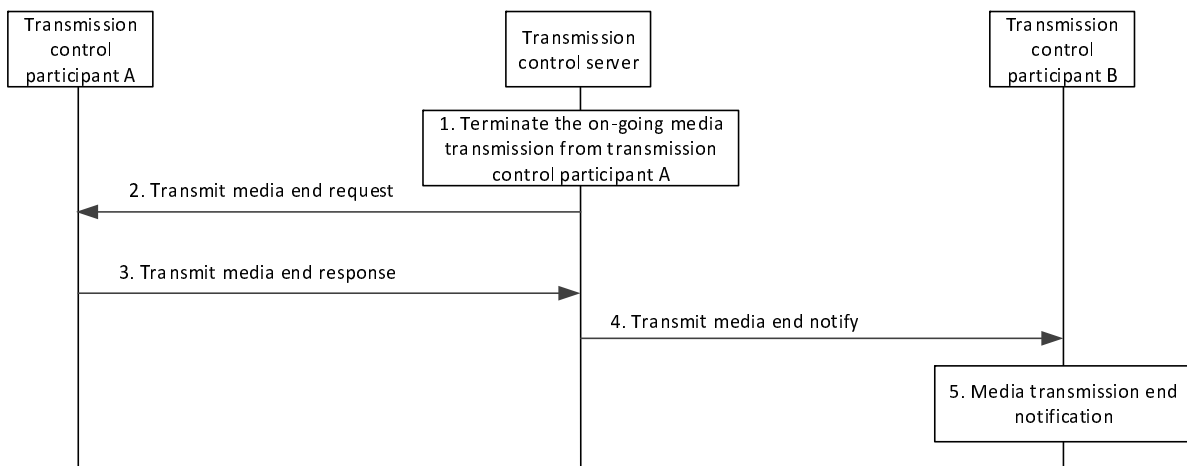 Transmission
control
participant A
Transmission
control server
Transmission
control
participant B
1. Terminate the on-going media
transmission from transmission
control participant A
2. Transmit media end request
3. Transmit media end response
4. Transmit media end notify
5. Media transmission end
notification